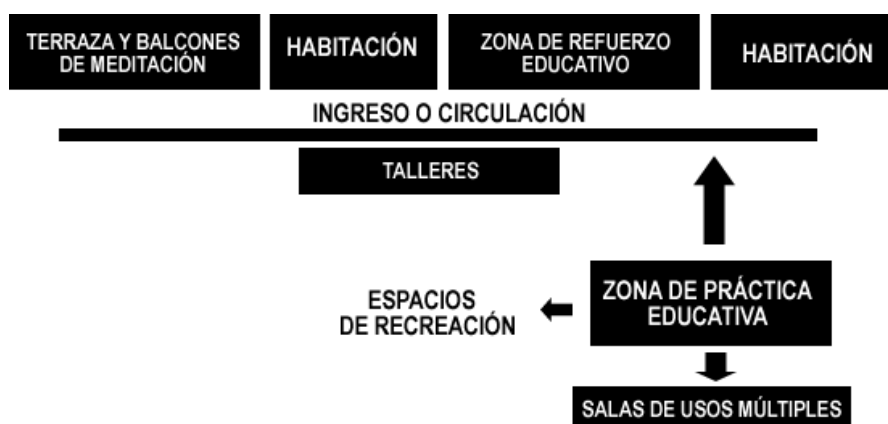 TERRAZA Y BALCONES
DE MEDITACIÓN
HABITACIÓN
ZONA DE REFUERZO
EDUCATIVO
HABITACIÓN
INGRESO O CIRCULACIÓN
TALLERES
ESPACIOS
DE RECREACIÓN
ZONA DE PRÁCTICA
EDUCATIVA
SALAS DE USOS MÚLTIPLES